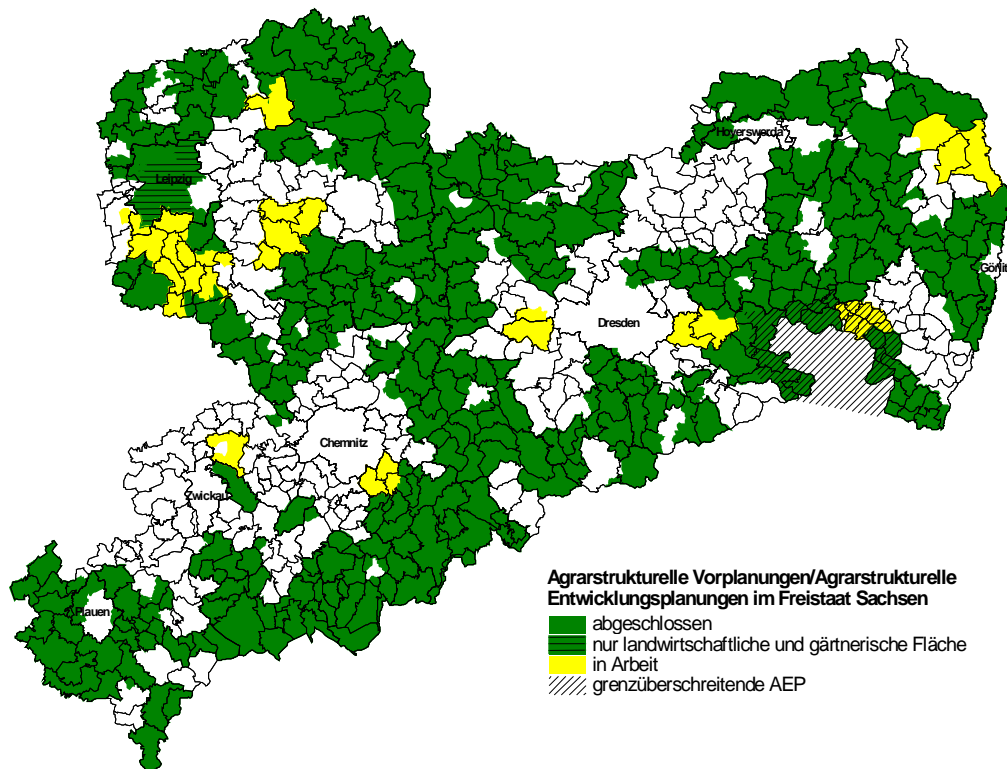 Hoyerswerda
Leipzig
Görlit
Dresden
Chemnitz
Zwickau
Plauen
Agrarstrukturelle Vorplanungen/Agrarstrukturelle
Entwicklungsplanungen im Freistaat Sachsen
abgeschlossen
nur landwirtschaftliche und gärtnerische Fläche
in Arbeit
grenzüberschreitende AEP